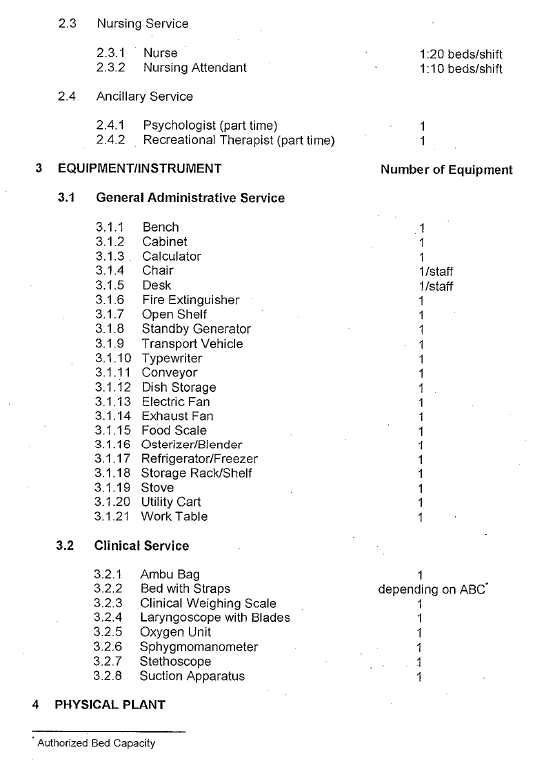 2.3 Nursing Service
2.3.1 Nurse 1:20 beds/shift
2.3.2 Nursing Attendant 1:10 beds/shift
2.4 Ancillary Service
2.4.1 Psychologist (part time) 1
2.4.2 Recreational Therapist (part time) 1
3 EQUIPMENT/INSTRUMENT Number of Equipment
3.1 General Administrative Service
3.1.1 Bench 1
3.1.2 Cabinet 1
3.1.3 Calculator 1
3.1.4 Chair 1/staff
3.1.5 Desk 1/staff
3.1.6 Fire Extinguisher 1
3.1.7 Open Shelf 1
3.1.8 Standby Generator 1
3.1.9 Transport Vehicle 1
3.1.10 Typewriter 1
3.1.11 Conveyor 1
3.1.12 Dish Storage 1
3.1.13 Electric Fan 1
3.1.14 Exhaust Fan 1
3.1.15 Food Scale 1
3.1.16 Osterizer/Blender 1
3.1.17 Refrigerator/Freezer 1
3.1.18 Storage Rack/Shelf 1
3.1.19 Stove 1
3.1.20 Utility Cart 1
3.1.21 Work Table 1
3.2 Clinical Service
3.2.1 Ambu Bag 1
3.2.2 Bed with Straps depending on ABC*
3.2.3 Clinical Weighing Scale 1
3.2.4 Laryngoscope with Blades 1
3.2.5 Oxygen Unit 1
3.2.6 Sphygmomanometer 1
3.2.7 Stethoscope 1
3.2.8 Suction Apparatus 1
4 PHYSICAL PLANT
* Authorized Bed Capacity